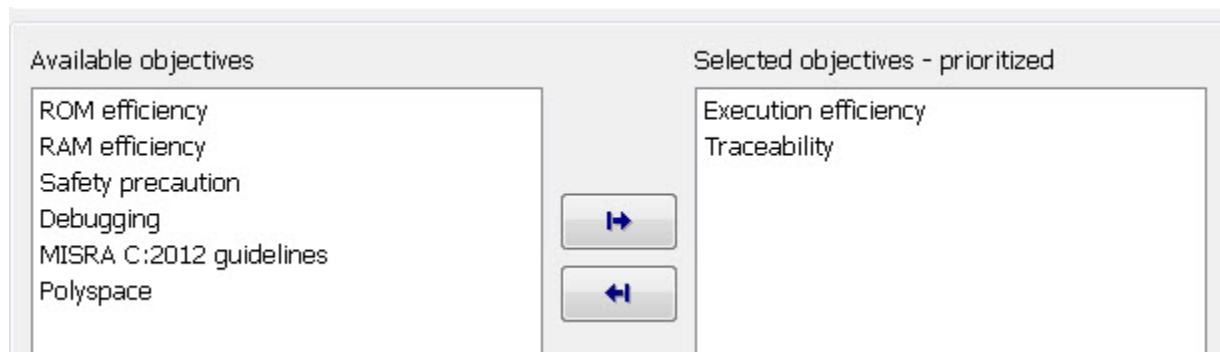 Available objectives
ROM efficiency
RAM efficiency
Safety precaution
Debugging
MISRA C:2012 guidelines
Polyspace
Selected objectives - prioritized
Execution efficiency
Traceability